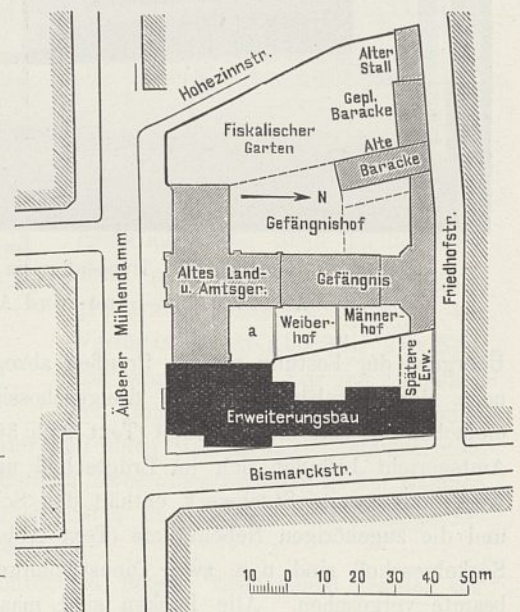 Hohezinnstr.
Alter
Stall
Gepl.
Baracke
Fiskalischer
Garten
Alte
Baracke
N
Gefängnishof
Friedhofstr.
Äußerer Mühlendamm
Altes Land-
u. Amtsger.
Gefängnis
a
Weiber-
hof
Männer-
hof
Spätere
Erw.
Erweiterungsbau
Bismarckstr.
10 0 10 20 30 40 50m